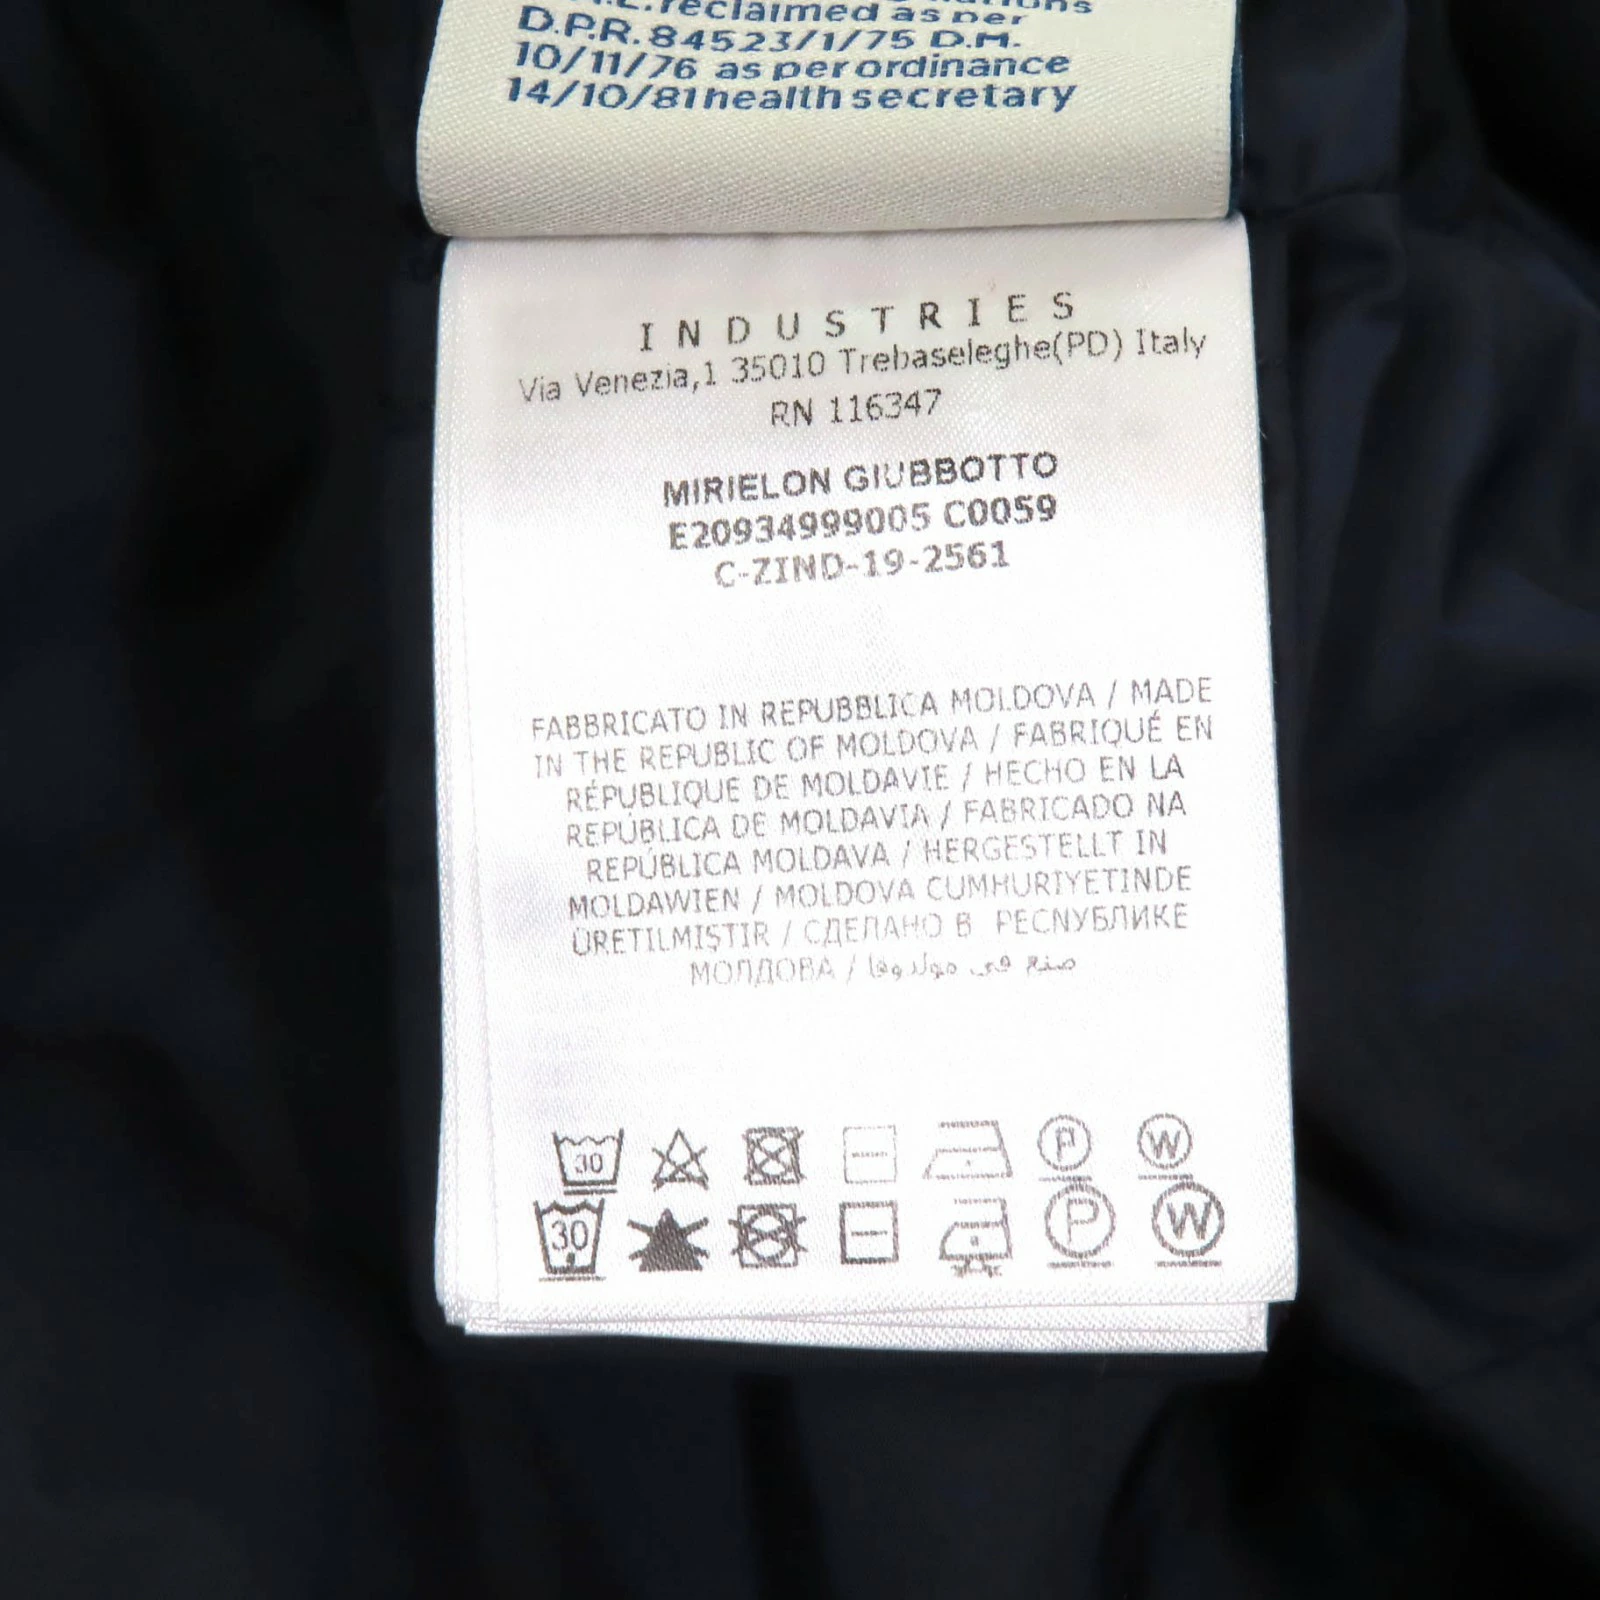 reclaimed as per
D.P.R. 84523/1/75 D.M.
10/11/76 as per ordinance
14/10/81 health secretary
INDUSTRIES
Via Venezia,1 35010 Trebaseleghe(PD) Italy
RN 116347
MIRIELON GIUBBOTTO
E20934999005 C0059
C-ZIND-19-2561
FABBRICATO IN REPUBBLICA MOLDOVA / MADE
IN THE REPUBLIC OF MOLDOVA / FABRIQUÉ EN
RÉPUBLIQUE DE MOLDAVIE / HECHO EN LA
REPÚBLICA DE MOLDAVIA / FABRICADO NA
REPÚBLICA MOLDAVA / HERGESTELLT IN
MOLDAWIEN / MOLDOVA CUMHURIYETINDE
ÜRETILMIŞTIR / СДЕЛАНО В РЕСПУБЛИКЕ
МОЛДОВА / صنع في مولدوفا
30 P W
30 P W